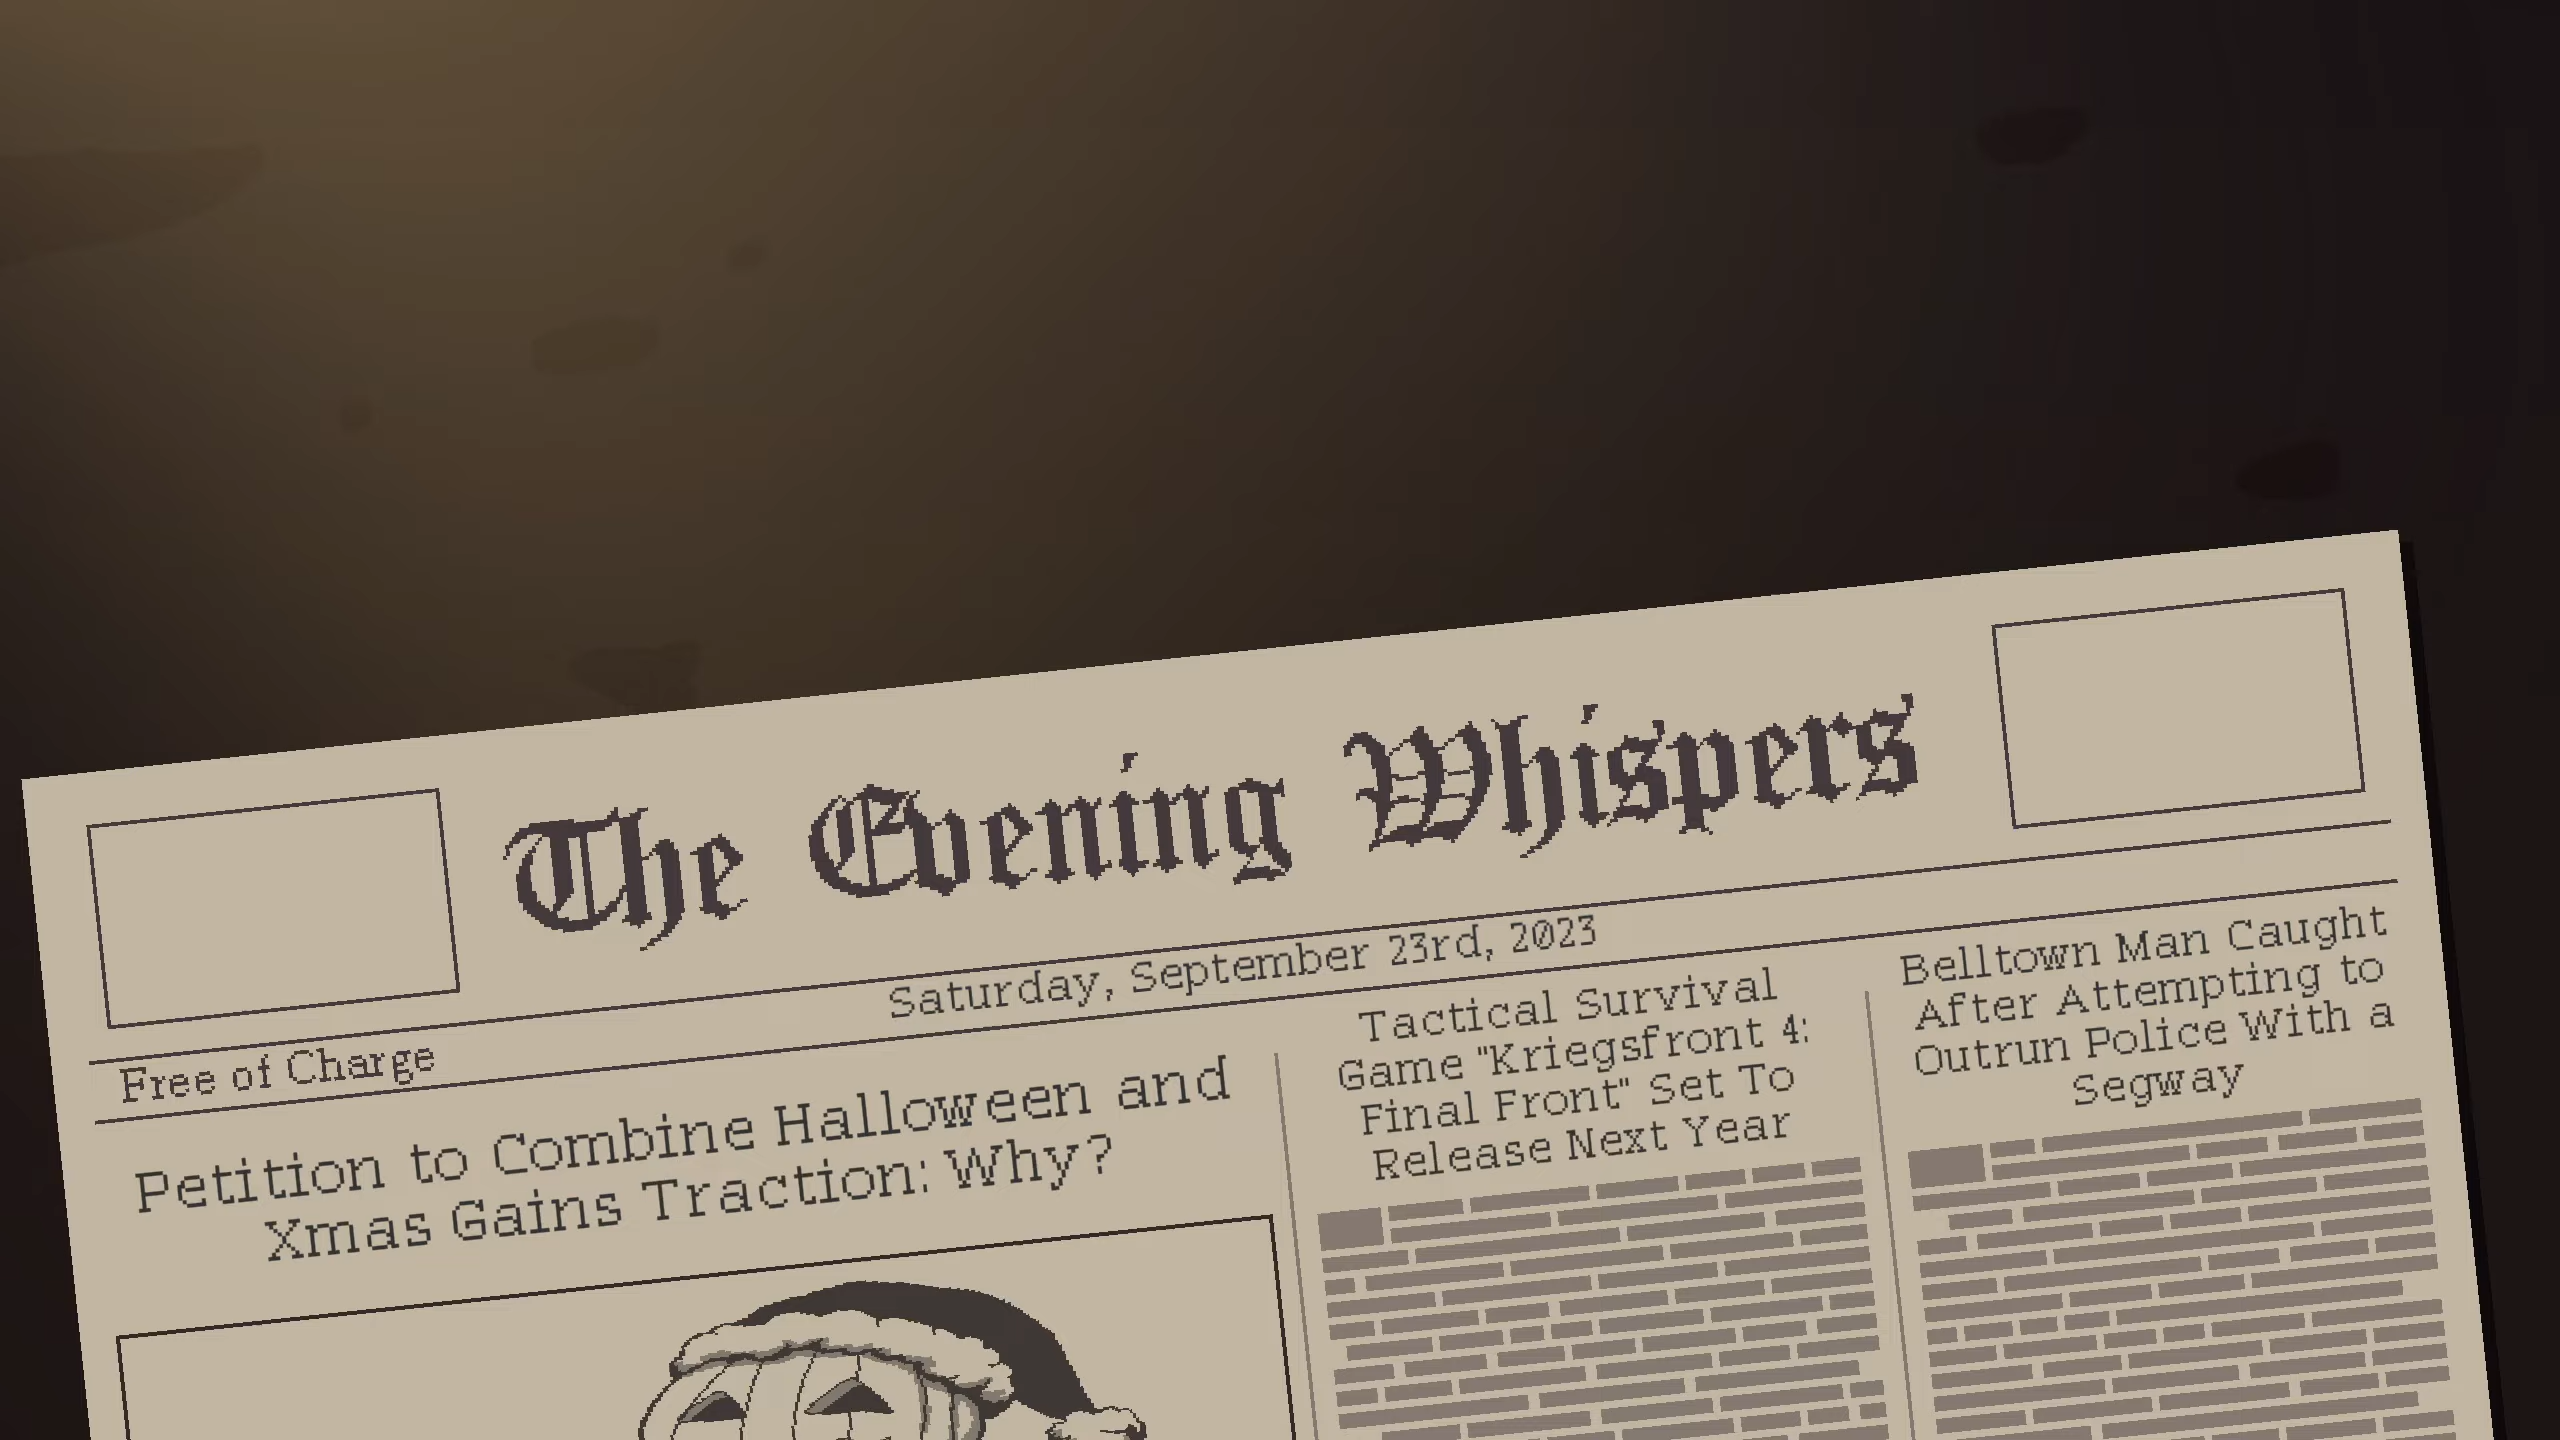 The Evening Whispers
Saturday, September 23rd, 2023
Free of Charge
Petition to Combine Halloween and
Xmas Gains Traction: Why?
Tactical Survival
Game "Kriegsfront 4:
Final Front" Set To
Release Next Year
Belltown Man Caught
After Attempting to
Outrun Police With a
Segway